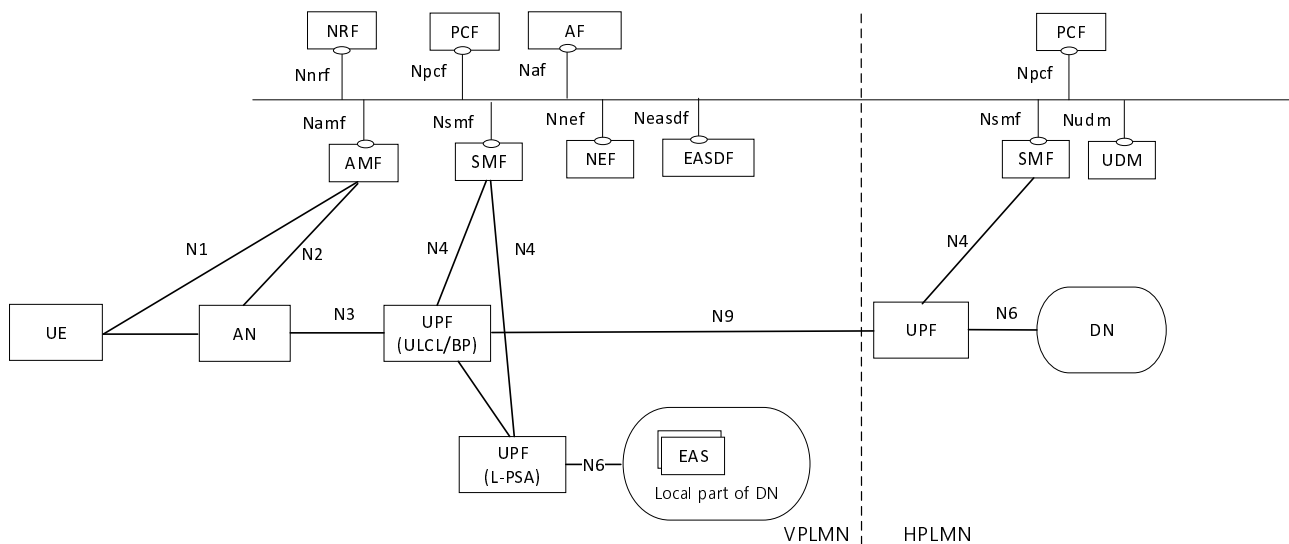 NRF
PCF
AF
PCF
Nnrf
Npcf
Naf
Npcf
Namf
Nsmf
Nnef
Neasdf
Nsmf
Nudm
AMF
SMF
NEF
EASDF
SMF
UDM
N1
N2
N4
N4
N4
UE
AN
N3
UPF
(ULCL/BP)
N9
UPF
N6
DN
UPF
(L-PSA)
N6
EAS
Local part of DN
VPLMN
HPLMN